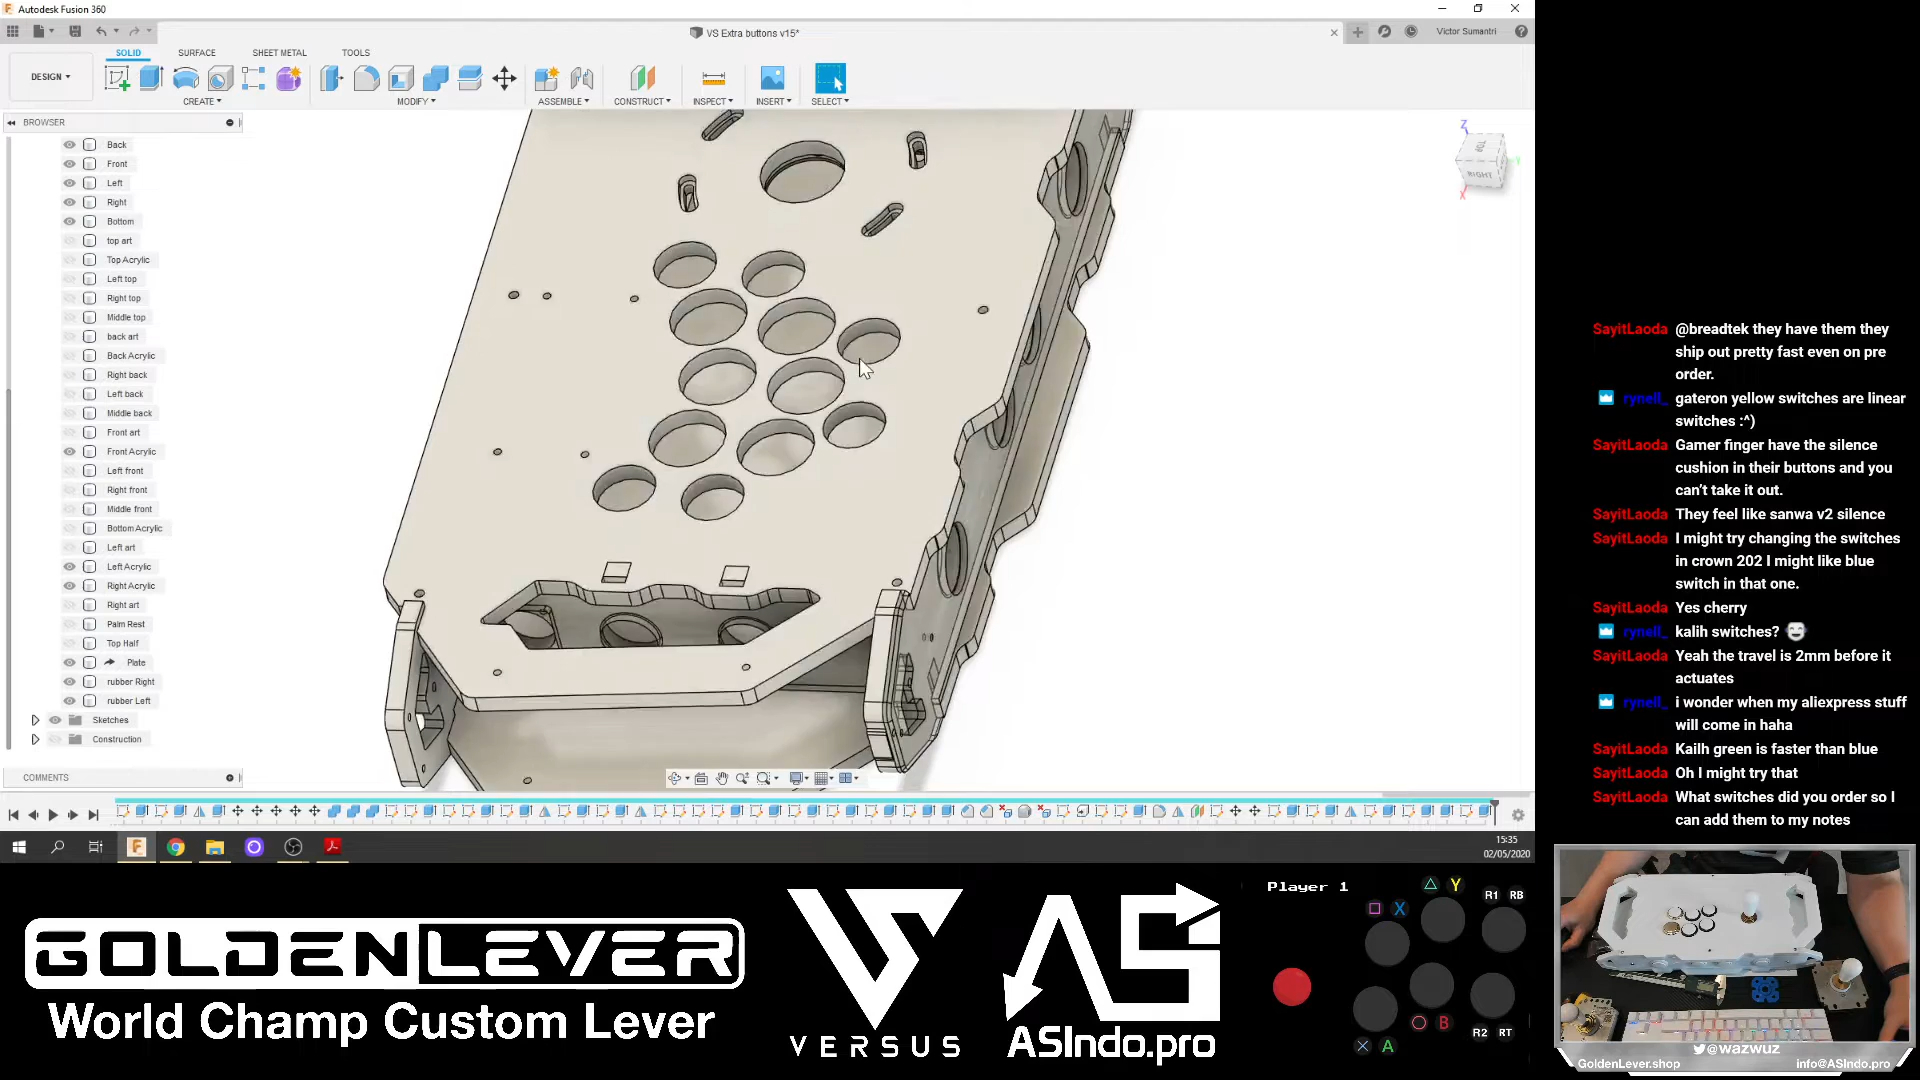 Autodesk Fusion 360
VS Extra buttons v15*
Victor Sumantri
DESIGN
SOLID
SURFACE
SHEET METAL
TOOLS
CREATE
MODIFY
ASSEMBLE
CONSTRUCT
INSPECT
INSERT
SELECT
BROWSER
Back
Front
Left
Right
Bottom
top art
Top Acrylic
Left top
Right top
Middle top
back art
Back Acrylic
Right back
Left back
Middle back
Front art
Front Acrylic
Left front
Right front
Middle front
Bottom Acrylic
Left art
Left Acrylic
Right Acrylic
Right art
Palm Rest
Top Half
Plate
rubber Right
rubber Left
Sketches
Construction
COMMENTS
Z
TOP
RIGHT
X
15:35
02/05/2020
SayitLaoda @breadtek they have them they
ship out pretty fast even on pre
order.
rynell_ gateron yellow switches are linear
switches :^)
SayitLaoda Gamer finger have the silence
cushion in their buttons and you
can't take it out.
SayitLaoda They feel like sanwa v2 silence
SayitLaoda I might try changing the switches
in crown 202 I might like blue
switch in that one.
SayitLaoda Yes cherry
rynell_ kalih switches?
SayitLaoda Yeah the travel is 2mm before it
actuates
rynell_ i wonder when my aliexpress stuff
will come in haha
SayitLaoda Kailh green is faster than blue
SayitLaoda Oh I might try that
SayitLaoda What switches did you order so I
can add them to my notes
GOLDENLEVER
World Champ Custom Lever
VS
VERSUS
AS
ASIndo.pro
Player 1
Y
R1 RB
X
B
R2 RT
A
@wazwuz
GoldenLever.shop
info@ASIndo.pro